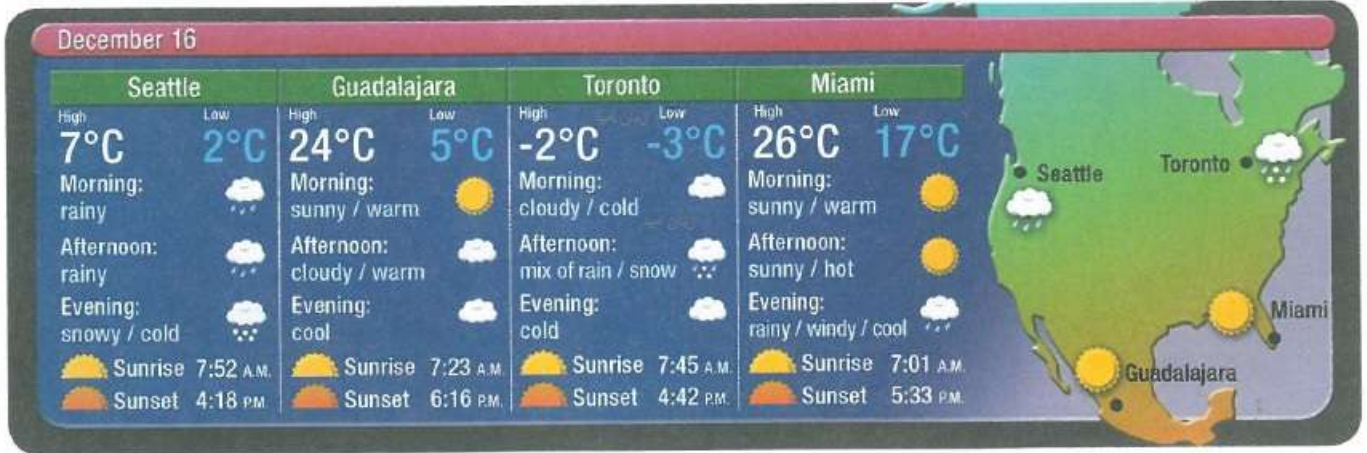 December 16
Seattle
High Low
7°C 2°C
Morning:
rainy
Afternoon:
rainy
Evening:
snowy / cold
Sunrise 7:52 A.M.
Sunset 4:18 P.M.
Guadalajara
High Low
24°C 5°C
Morning:
sunny / warm
Afternoon:
cloudy / warm
Evening:
cool
Sunrise 7:23 A.M.
Sunset 6:16 P.M.
Toronto
High Low
-2°C -3°C
Morning:
cloudy / cold
Afternoon:
mix of rain / snow
Evening:
cold
Sunrise 7:45 A.M.
Sunset 4:42 P.M.
Miami
High Low
26°C 17°C
Morning:
sunny / warm
Afternoon:
sunny / hot
Evening:
rainy / windy / cool
Sunrise 7:01 A.M.
Sunset 5:33 P.M.
Seattle
Toronto
Miami
Guadalajara